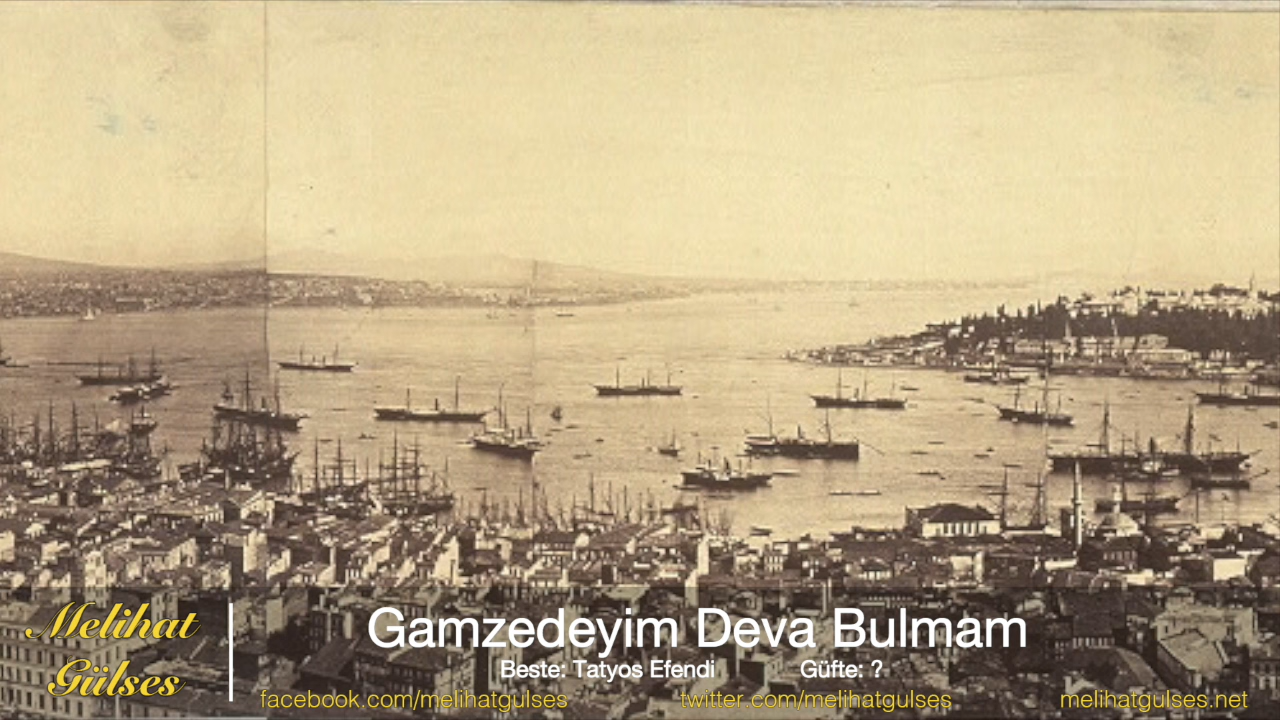 Melihat
Gülses
Gamzedeyim Deva Bulmam
Beste: Tatyos Efendi Güfte: ?
facebook.com/melihatgulses twitter.com/melihatgulses melihatgulses.net